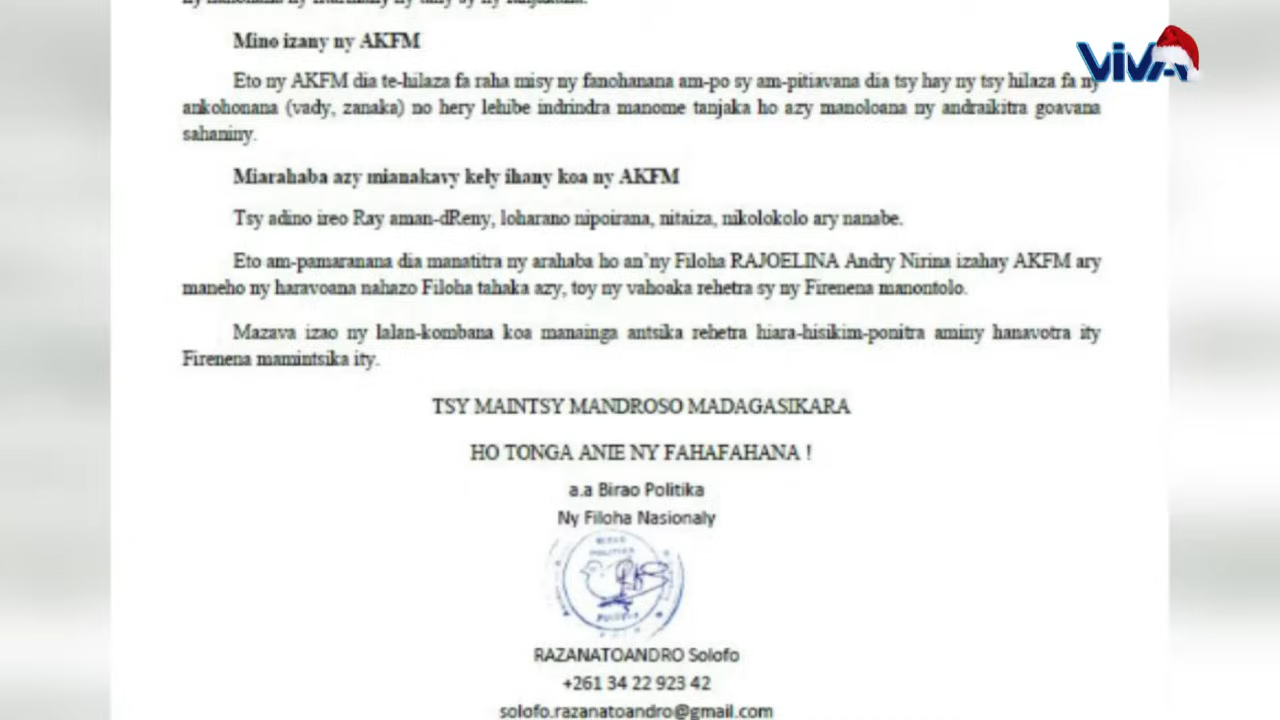 VIVA
Mino izany ny AKFM
Eto ny AKFM dia te-hilaza fa raha misy ny fanohanana am-po sy am-pitiavana dia tsy hay ny tsy hilaza fa ny
ankohonana (vady, zanaka) no hery lehibe indrindra manome tanjaka ho azy manoloana ny andraikitra goavana
sahaniny.
Miarahaba azy mianakavy kely ihany koa ny AKFM
Tsy adino ireo Ray aman-dReny, loharano nipoirana, nitaiza, nikolokolo ary nanabe.
Eto am-pamaranana dia manatitra ny arahaba ho an'ny Filoha RAJOELINA Andry Nirina izahay AKFM ary
maneho ny haravoana nahazo Filoha tahaka azy, toy ny vahoaka rehetra sy ny Firenena manontolo.
Mazava izao ny lalan-kombana koa manainga antsika rehetra hiara-hisikim-ponitra aminy hanavotra ity
Firenena mamintsika ity.
TSY MAINTSY MANDROSO MADAGASIKARA
HO TONGA ANIE NY FAHAFAHANA !
a.a Birao Politika
Ny Filoha Nasionaly
RAZANATOANDRO Solofo
+261 34 22 923 42
solofo.razanatoandro@gmail.com